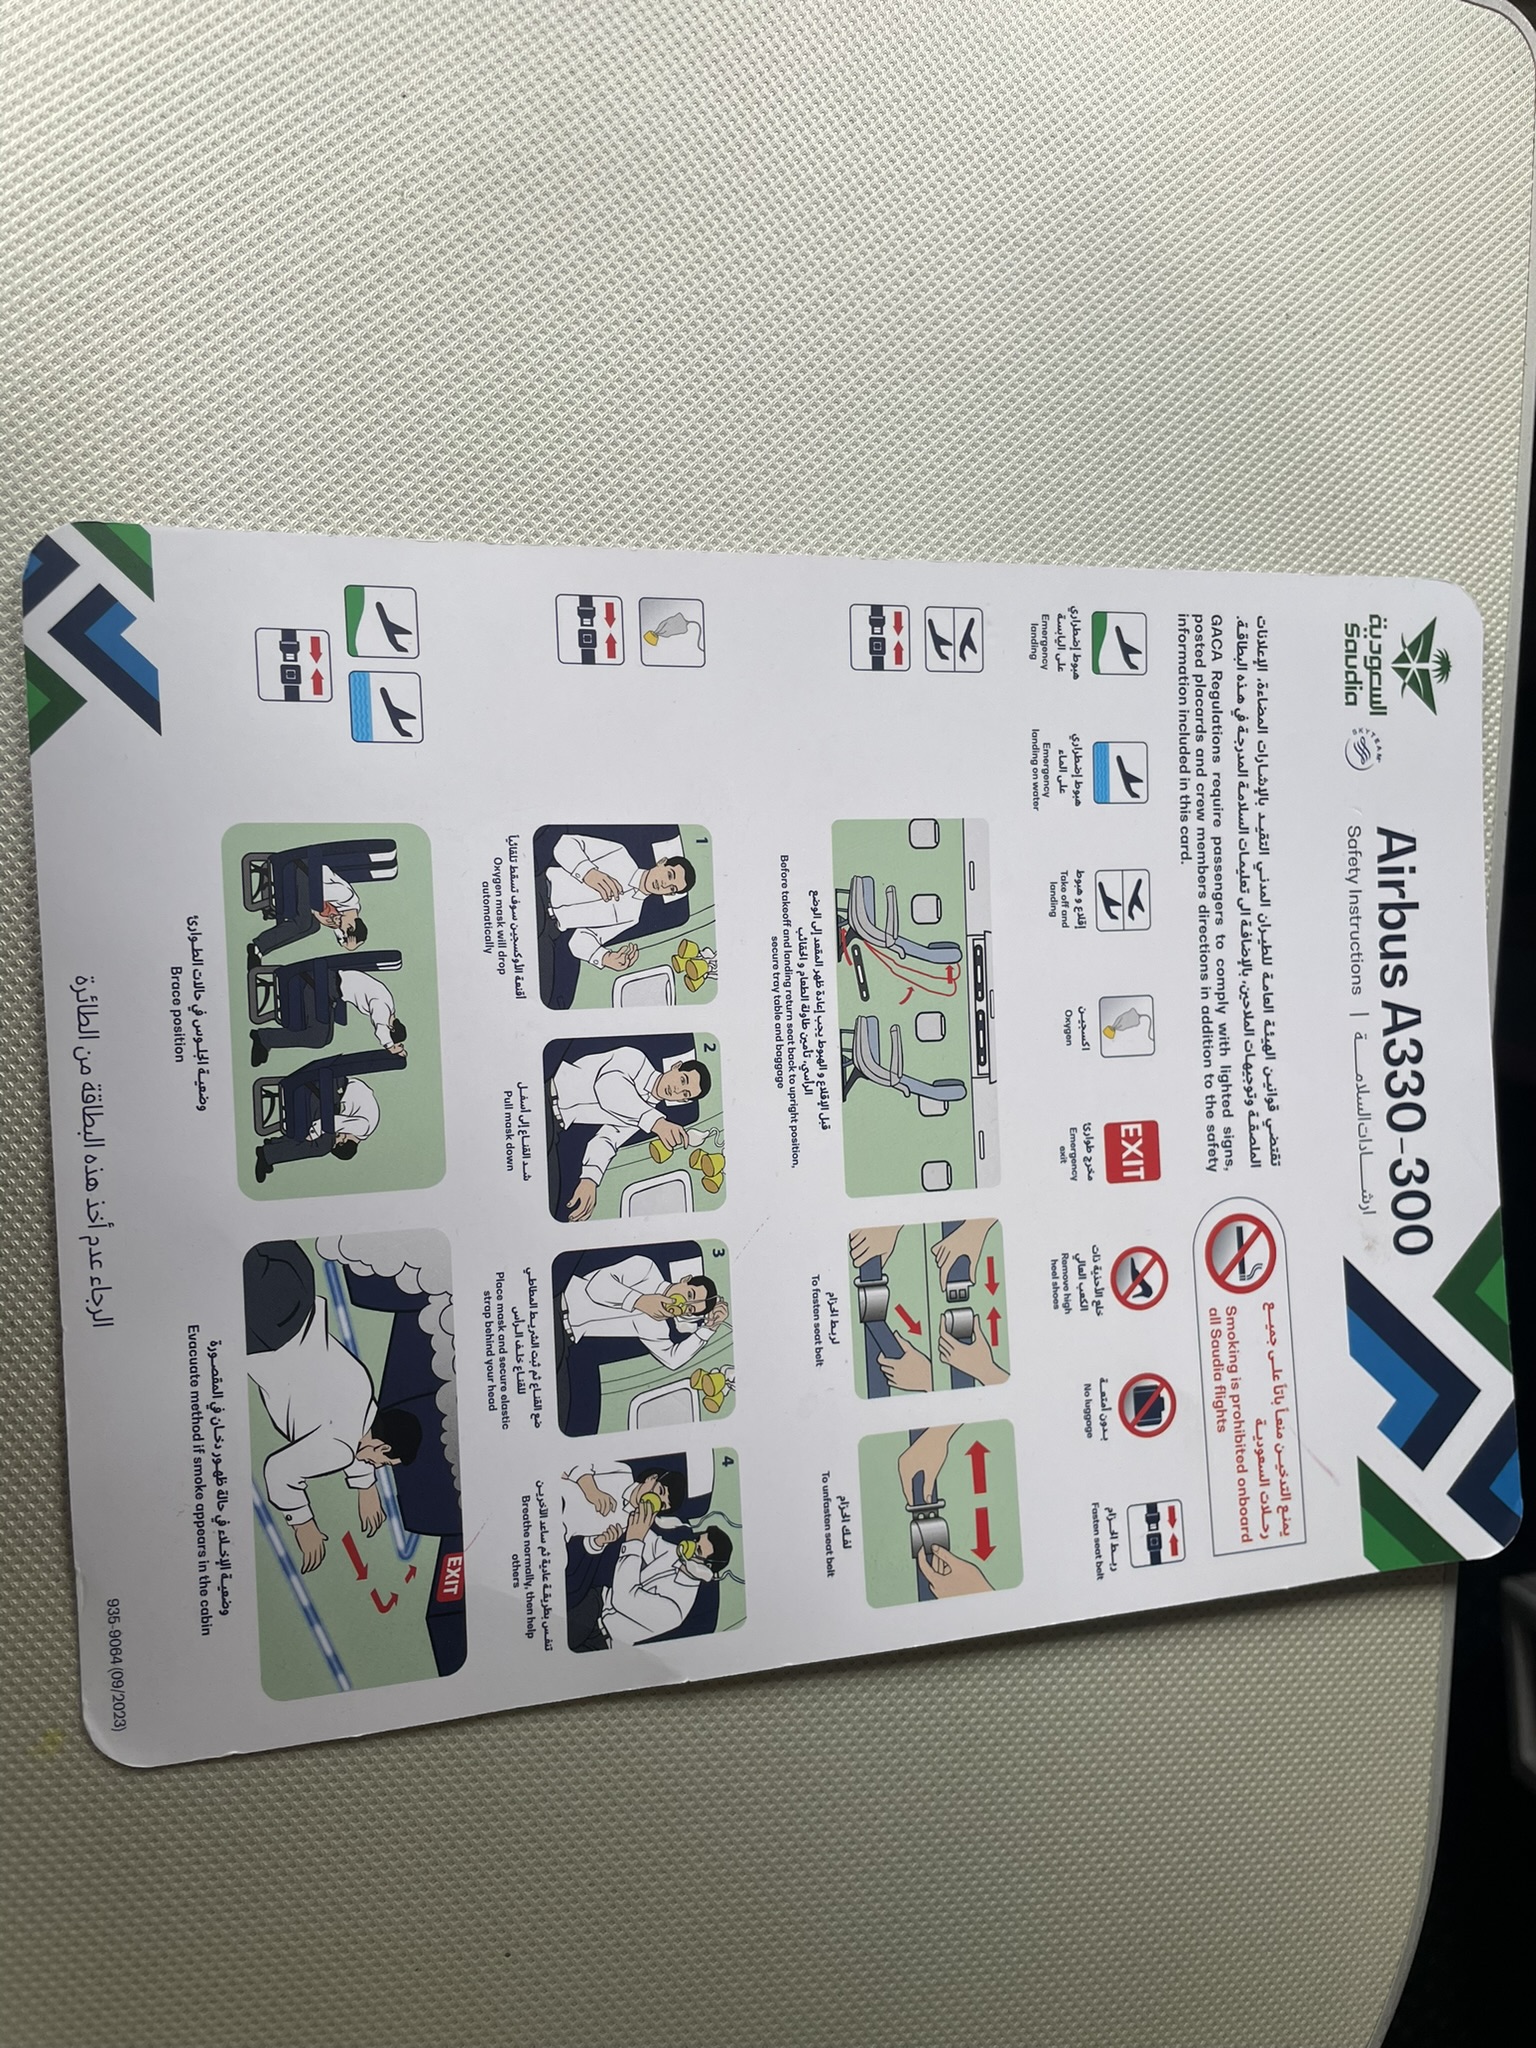 السعودية
Saudia
SKYTEAM
Airbus A330-300
Safety Instructions | ارشـــادات السلامـــة
تقتضي قوانين الهيئة العامة للطيران المدني التقيد بالإشارات المضاءة، الإعلانات
الملصقة وتوجيهات الملاحين، بالإضافة الى تعليمات السلامة المدرجة في هذه البطاقة.
GACA Regulations require passengers to comply with lighted signs,
posted placards and crew members directions in addition to the safety
information included in this card.
يمنع التدخين منعاً باتاً على جميع
رحلات السعودية
Smoking is prohibited onboard
all Saudia flights
هبوط إضطراري
على اليابسة
Emergency
landing
هبوط إضطراري
على الماء
Emergency
landing on water
إقلاع و هبوط
Take off and
landing
اكسجين
Oxygen
EXIT
مخرج طوارئ
Emergency
exit
خلع الأحذية ذات
الكعب العالي
Remove high
heel shoes
بدون أمتعة
No luggage
ربط الحزام
Fasten seat belt
قبل الإقلاع و الهبوط يجب إعادة ظهر المقعد إلى الوضع
الرأسي، تأمين طاولة الطعام و الحقائب
Before takeoff and landing return seat back to upright position,
secure tray table and baggage
لربط الحزام
To fasten seat belt
لفك الحزام
To unfasten seat belt
1
أقنعة الأوكسجين سوف تسقط تلقائياً
Oxygen mask will drop
automatically
2
شد القناع إلى أسفل
Pull mask down
3
ضع القناع ثم ثبت الشريط المطاطي
للقناع خلف الرأس
Place mask and secure elastic
strap behind your head
4
تنفس بطريقة عادية ثم ساعد الآخرين
Breathe normally, then help
others
وضعية الجلوس في حالات الطوارئ
Brace position
EXIT
وضعية الإخلاء في حالة ظهور دخان في المقصورة
Evacuate method if smoke appears in the cabin
935-9064 (09/2023)
الرجاء عدم أخذ هذه البطاقة من الطائرة